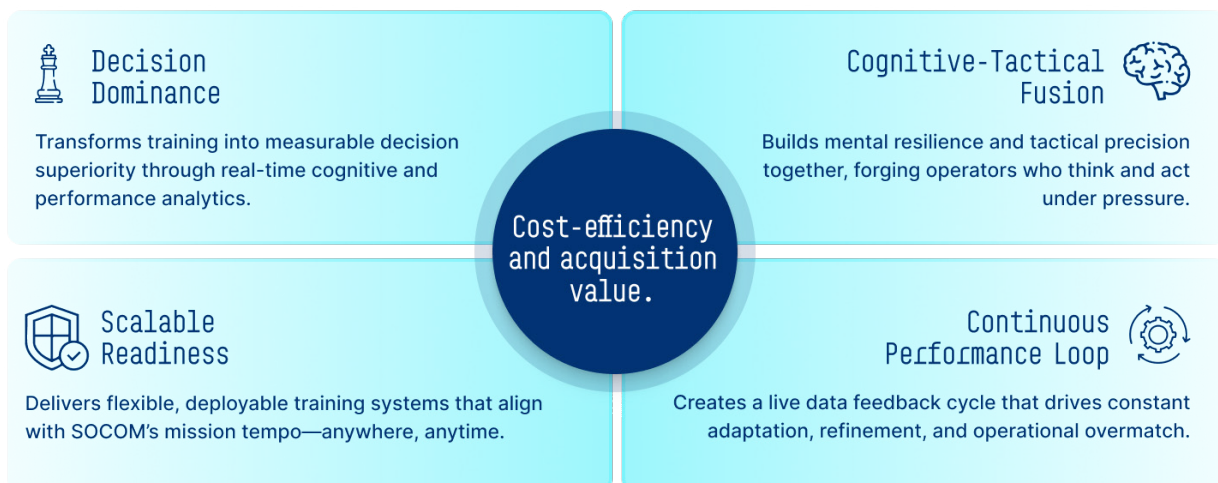 Decision
Dominance
Transforms training into measurable decision
superiority through real-time cognitive and
performance analytics.
Cognitive-Tactical
Fusion
Builds mental resilience and tactical precision
together, forging operators who think and act
under pressure.
Cost-efficiency
and acquisition
value.
Scalable
Readiness
Delivers flexible, deployable training systems that align
with SOCOM’s mission tempo—anywhere, anytime.
Continuous
Performance Loop
Creates a live data feedback cycle that drives constant
adaptation, refinement, and operational overmatch.